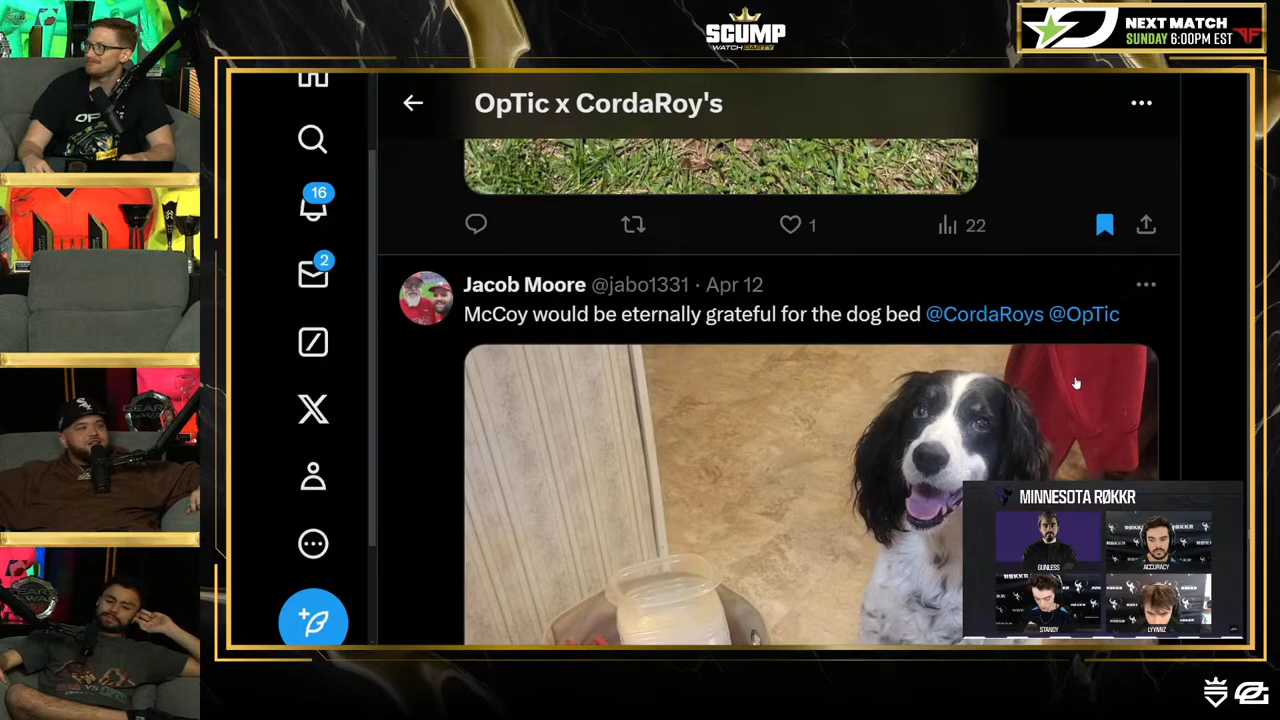 SCUMP
WATCH PARTY
NEXT MATCH
SUNDAY 6:00PM EST
OpTic x CordaRoy's
16
2
1
22
Jacob Moore @jabo1331 · Apr 12
McCoy would be eternally grateful for the dog bed @CordaRoys @OpTic
MINNESOTA RØKKR
GUNLESS
ACCURACY
STANDY
LYYNNZ